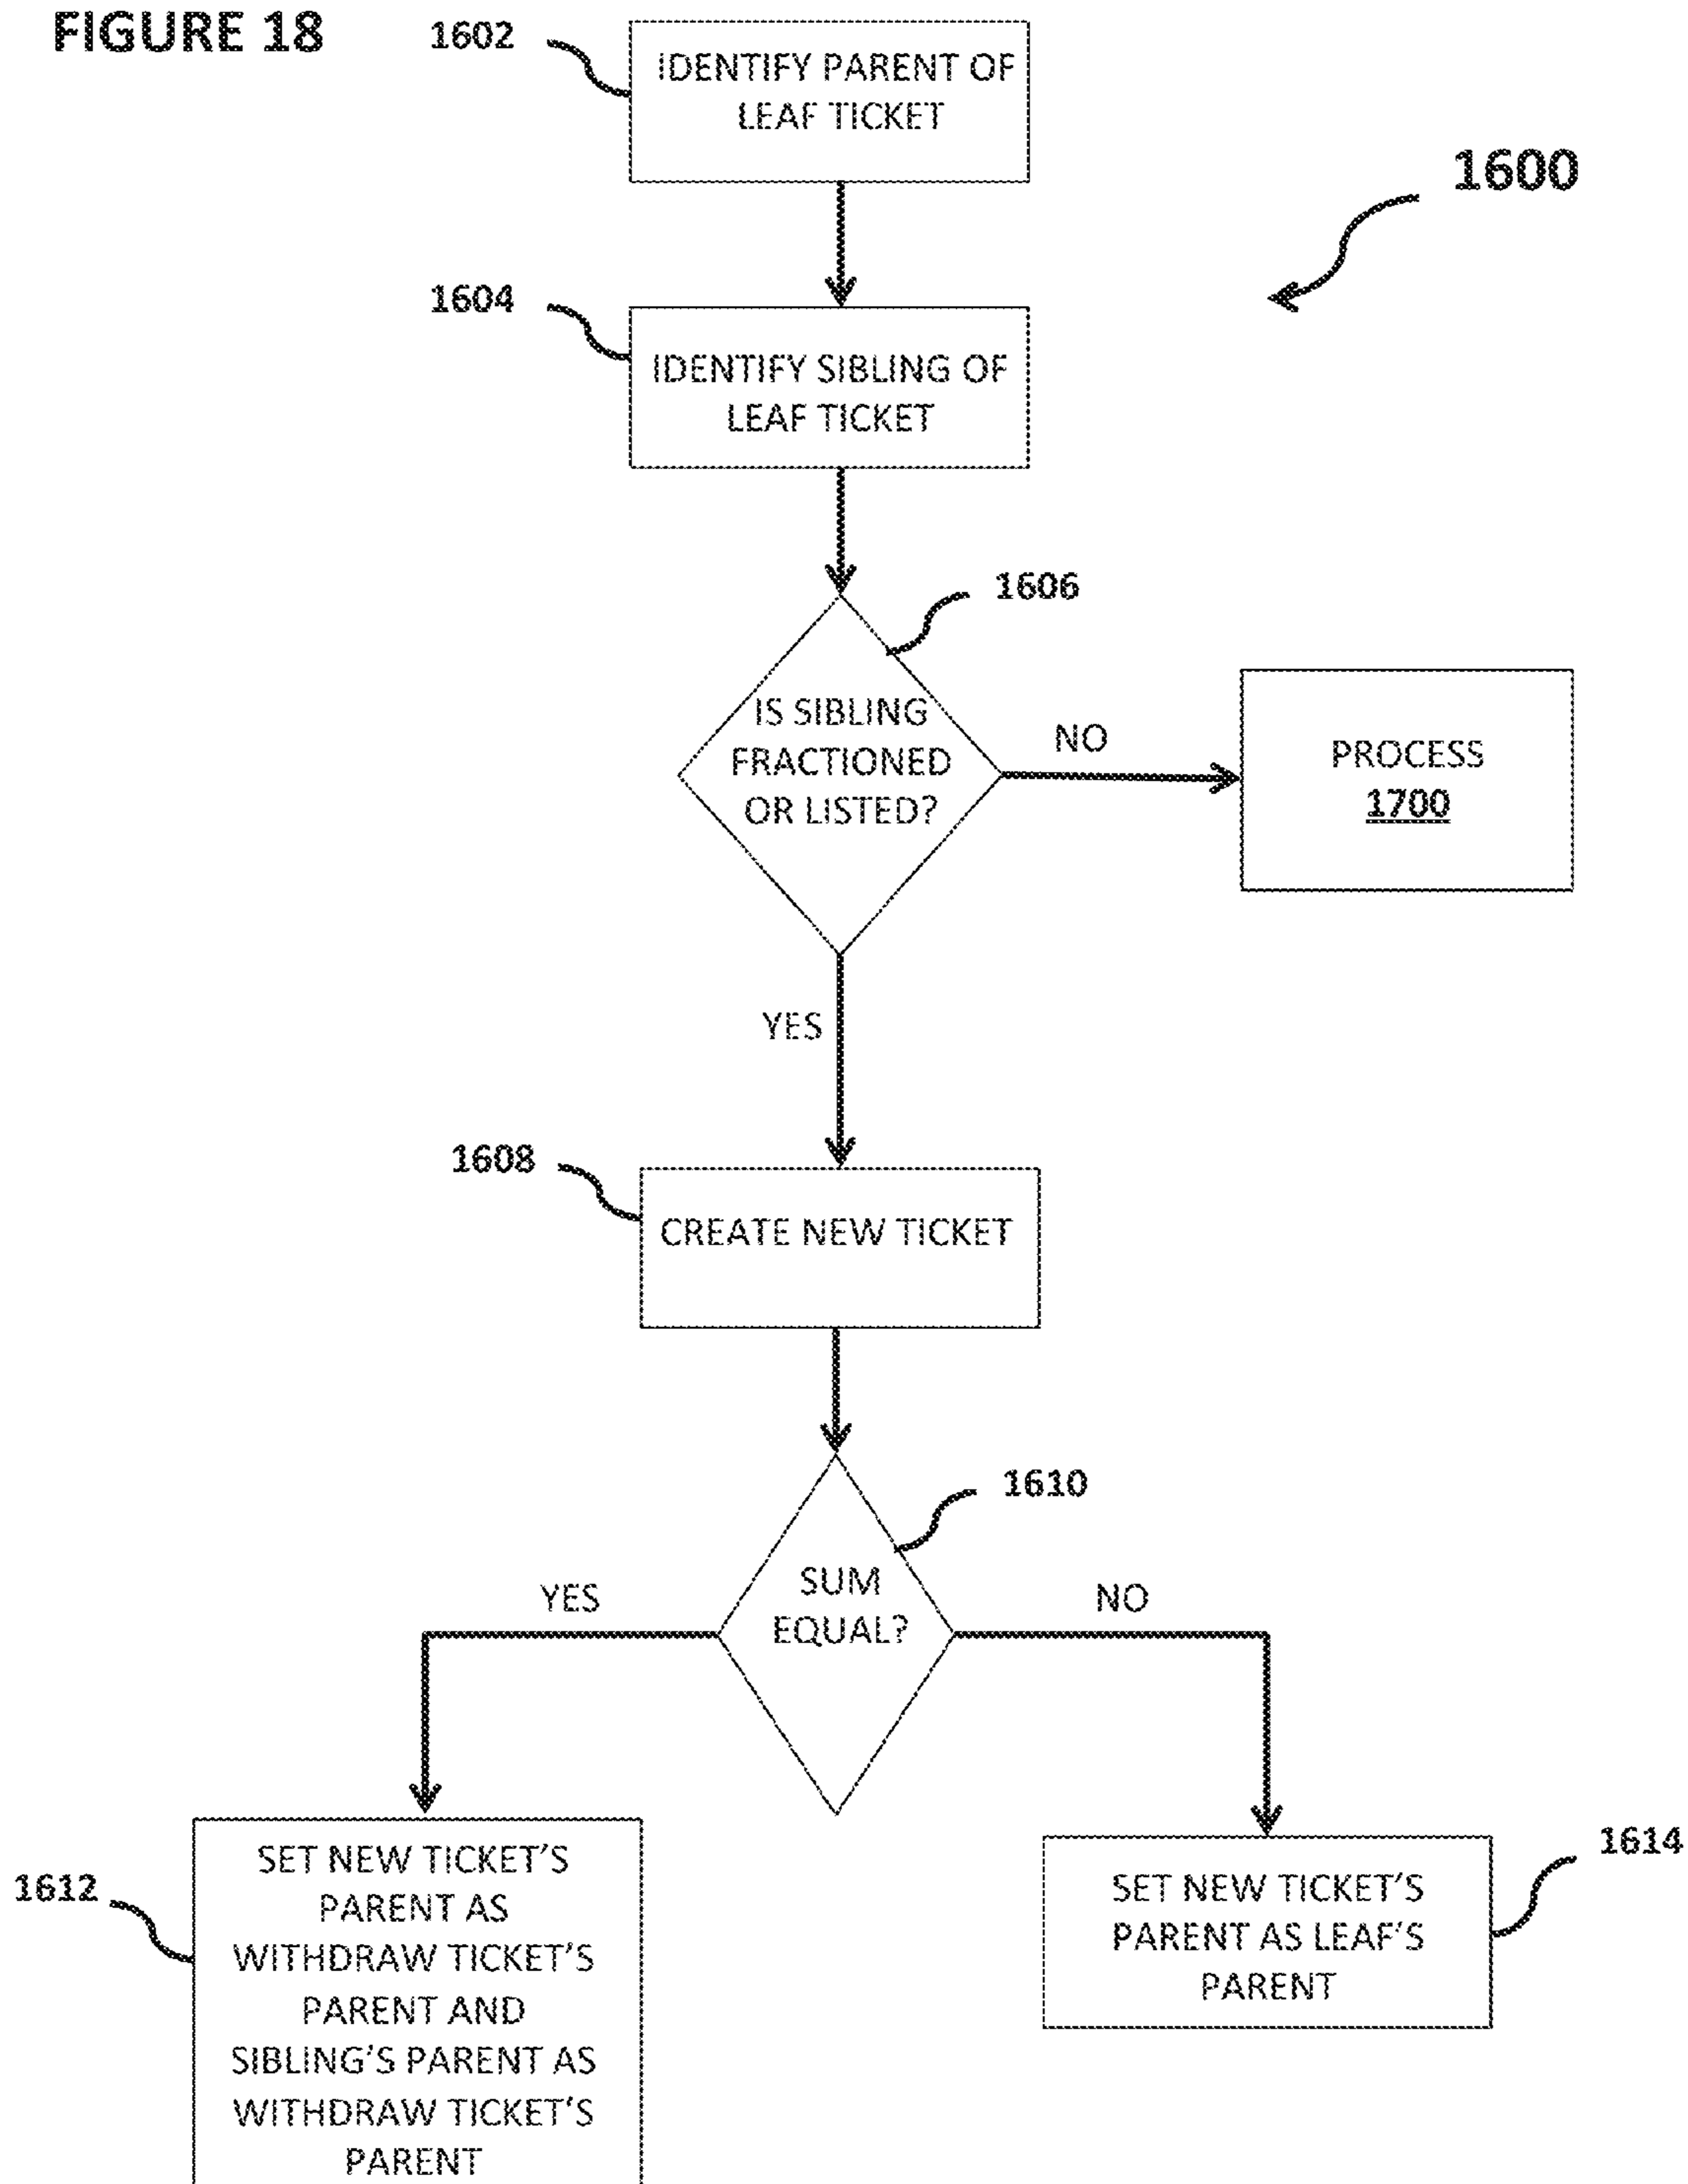 FIGURE 18
1602
IDENTIFY PARENT OF
LEAF TICKET
1600
1604
IDENTIFY SIBLING OF
LEAF TICKET
1606
IS SIBLING
FRACTIONED
OR LISTED?
NO
PROCESS
1700
YES
1608
CREATE NEW TICKET
1610
SUM
EQUAL?
YES
NO
1612
SET NEW TICKET'S
PARENT AS
WITHDRAW TICKET'S
PARENT AND
SIBLING'S PARENT AS
WITHDRAW TICKET'S
PARENT
1614
SET NEW TICKET'S
PARENT AS LEAF'S
PARENT